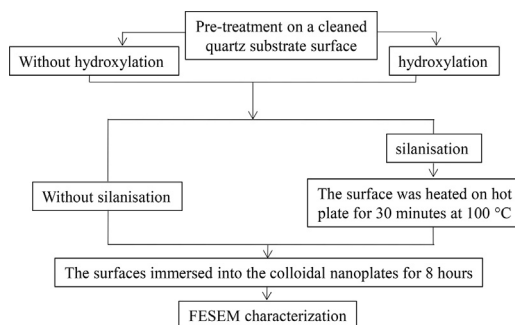 Pre-treatment on a cleaned
quartz substrate surface
Without hydroxylation
hydroxylation
silanisation
Without silanisation
The surface was heated on hot
plate for 30 minutes at 100 °C
The surfaces immersed into the colloidal nanoplates for 8 hours
FESEM characterization